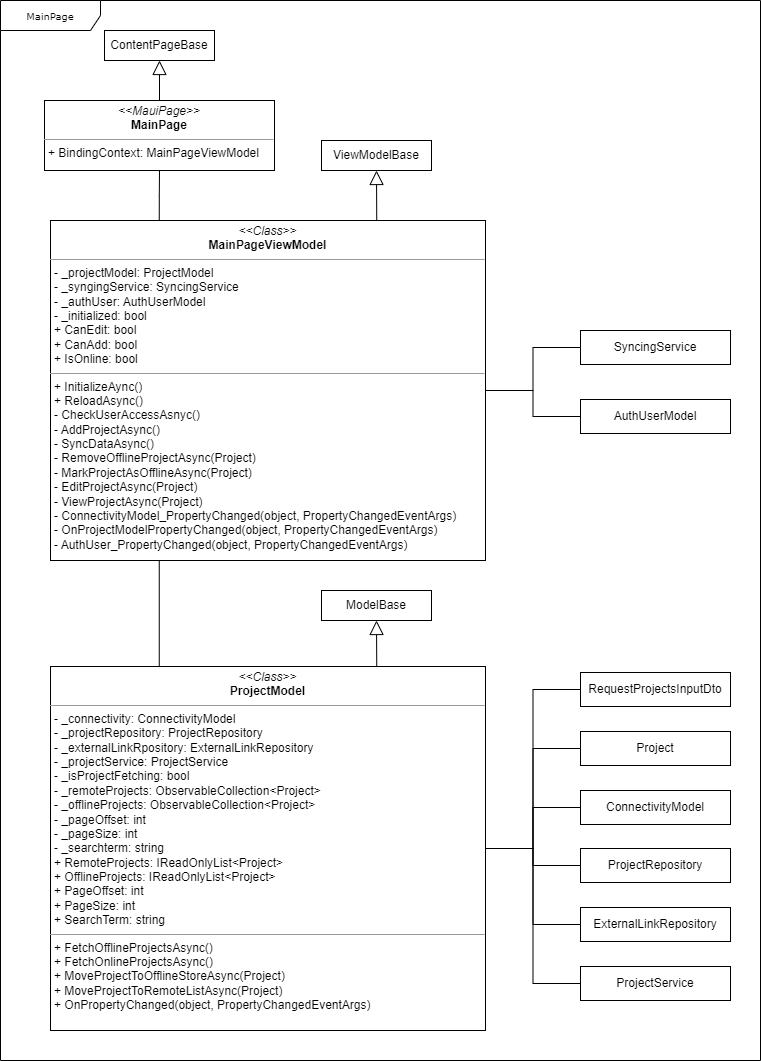 MainPage
ContentPageBase
<<MauiPage>>
MainPage
+ BindingContext: MainPageViewModel
ViewModelBase
<<Class>>
MainPageViewModel
- _projectModel: ProjectModel
- _syngingService: SyncingService
- _authUser: AuthUserModel
- _initialized: bool
+ CanEdit: bool
+ CanAdd: bool
+ IsOnline: bool
+ InitializeAync()
+ ReloadAsync()
- CheckUserAccessAsnyc()
- AddProjectAsync()
- SyncDataAsync()
- RemoveOfflineProjectAsync(Project)
- MarkProjectAsOfflineAsync(Project)
- EditProjectAsync(Project)
- ViewProjectAsync(Project)
- ConnectivityModel_PropertyChanged(object, PropertyChangedEventArgs)
- OnProjectModelPropertyChanged(object, PropertyChangedEventArgs)
- AuthUser_PropertyChanged(object, PropertyChangedEventArgs)
SyncingService
AuthUserModel
ModelBase
<<Class>>
ProjectModel
- _connectivity: ConnectivityModel
- _projectRepository: ProjectRepository
- _externalLinkRpository: ExternalLinkRepository
- _projectService: ProjectService
- _isProjectFetching: bool
- _remoteProjects: ObservableCollection<Project>
- _offlineProjects: ObservableCollection<Project>
- _pageOffset: int
- _pageSize: int
- _searchterm: string
+ RemoteProjects: IReadOnlyList<Project>
+ OfflineProjects: IReadOnlyList<Project>
+ PageOffset: int
+ PageSize: int
+ SearchTerm: string
+ FetchOfflineProjectsAsync()
+ FetchOnlineProjectsAsync()
+ MoveProjectToOfflineStoreAsync(Project)
+ MoveProjectToRemoteListAsync(Project)
+ OnPropertyChanged(object, PropertyChangedEventArgs)
RequestProjectsInputDto
Project
ConnectivityModel
ProjectRepository
ExternalLinkRepository
ProjectService